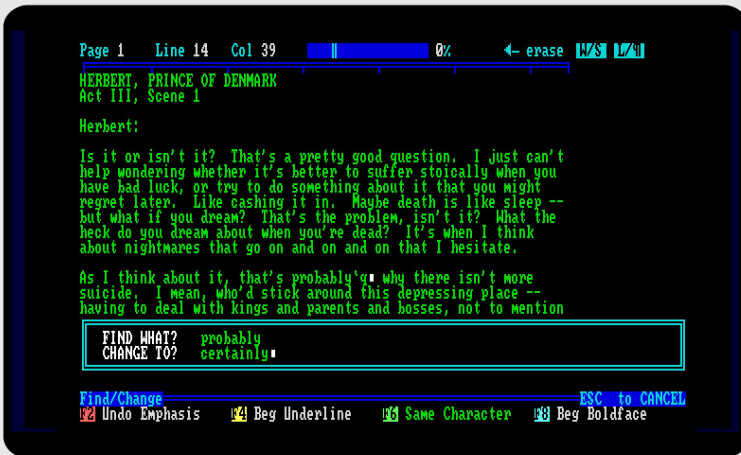 Page 1 Line 14 Col 39 0% ← erase W/S L/¶
HERBERT, PRINCE OF DENMARK
Act III, Scene 1
Herbert:
Is it or isn't it? That's a pretty good question. I just can't
help wondering whether it's better to suffer stoically when you
have bad luck, or try to do something about it that you might
regret later. Like cashing it in. Maybe death is like sleep --
but what if you dream? That's the problem, isn't it? What the
heck do you dream about when you're dead? It's when I think
about nightmares that go on and on and on that I hesitate.
As I think about it, that's probably`q why there isn't more
suicide. I mean, who'd stick around this depressing place --
having to deal with kings and parents and bosses, not to mention
FIND WHAT? probably
CHANGE TO? certainly
Find/Change ESC to CANCEL
F2 Undo Emphasis F4 Beg Underline F6 Same Character F8 Beg Boldface